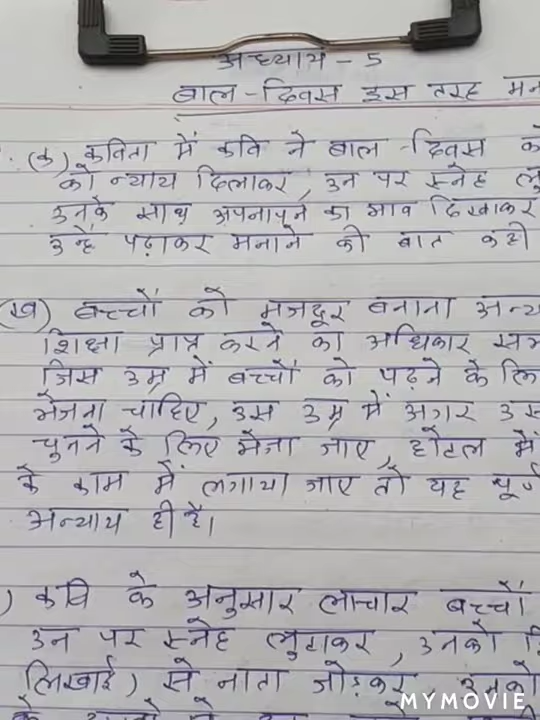 अध्याय - 5
बाल-दिवस इस तरह
(क) कविता में कवि ने बाल-दिवस
को न्याय दिलाकर, उन पर स्नेह
उनके साथ अपनापन का भाव दिखाकर
उन्हें पढ़ाकर मनाने की बात कही
(ख) बच्चों को मजदूर बनाना
शिक्षा प्राप्त करने का अधिकार
जिस उम्र में बच्चों को पढ़ने के
भेजना चाहिए, उस उम्र में अगर
चुनने के लिए भेजा जाए, होटल में
के काम में लगाया जाए तो यह
अन्याय ही है।
) कवि के अनुसार लाचार बच्चों
उन पर स्नेह लुटाकर, उनको
लिखाई) से नाता जोड़कर, उनको
MYMOVIE